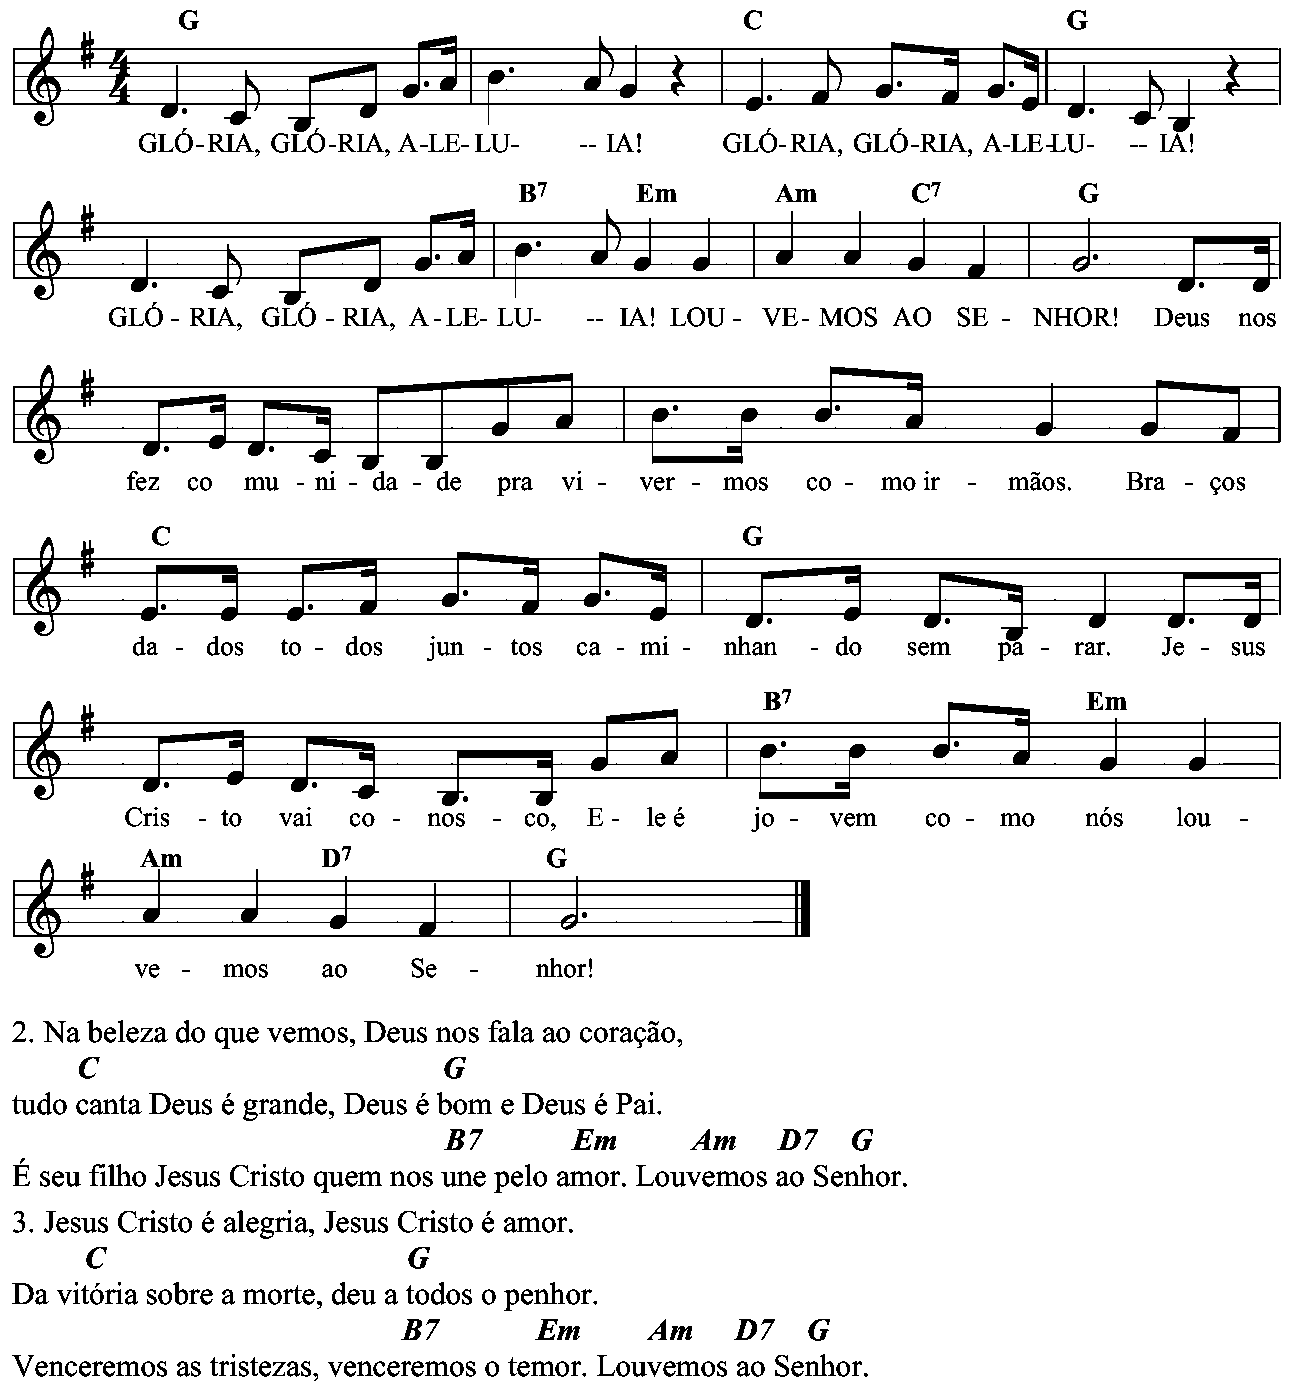 G C G
4
4
GLÓ-RIA, GLÓ-RIA, A-LE-LU- -- IA! GLÓ-RIA, GLÓ-RIA, A-LE-LU- -- IA!
B7 Em Am C7 G
GLÓ - RIA, GLÓ - RIA, A-LE- LU- -- IA! LOU - VE- MOS AO SE - NHOR! Deus nos
fez co mu - ni - da - de pra vi - ver - mos co - mo ir - mãos. Bra - ços
C G
da - dos to - dos jun - tos ca - mi - nhan - do sem pa - rar. Je - sus
B7 Em
Cris - to vai co - nos - co, E - le é jo - vem co - mo nós lou -
Am D7 G
ve - mos ao Se - nhor!
2. Na beleza do que vemos, Deus nos fala ao coração,
C G
tudo canta Deus é grande, Deus é bom e Deus é Pai.
B7 Em Am D7 G
É seu filho Jesus Cristo quem nos une pelo amor. Louvemos ao Senhor.
3. Jesus Cristo é alegria, Jesus Cristo é amor.
C G
Da vitória sobre a morte, deu a todos o penhor.
B7 Em Am D7 G
Venceremos as tristezas, venceremos o temor. Louvemos ao Senhor.